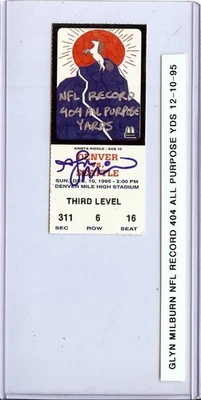 NFL RECORD
404 ALL PURPOSE
YARDS
KRISTA RIDDLE - AGE 10
DENVER
VS.
SEATTLE
SUN., DEC. 10, 1995 - 2:00 PM
DENVER MILE HIGH STADIUM
THIRD LEVEL
311 6 16
SEC ROW SEAT
GLYN MILBURN NFL RECORD 404 ALL PURPOSE YDS 12-10-95